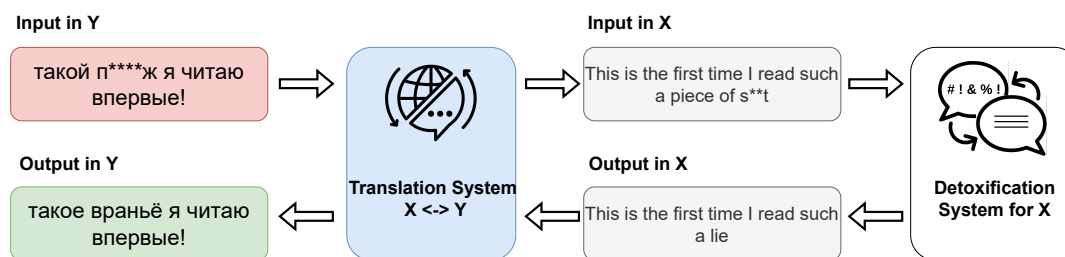 Input in Y
такой п****ж я читаю
впервые!
Input in X
This is the first time I read such
a piece of s**t
# ! & % !
Translation System
X <-> Y
Detoxification
System for X
Output in Y
такое враньё я читаю
впервые!
Output in X
This is the first time I read such
a lie